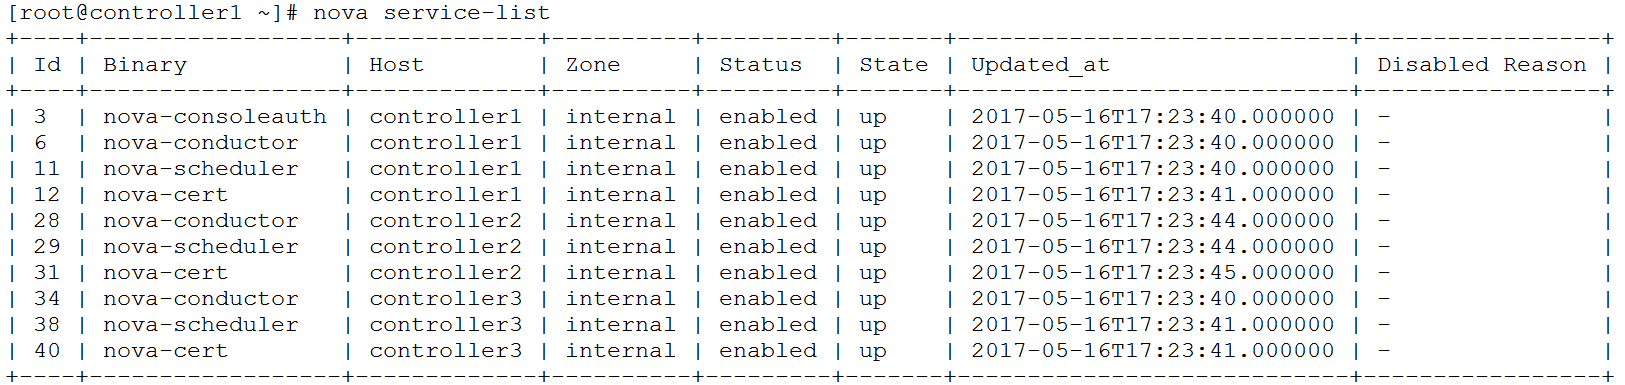 [root@controller1 ~]# nova service-list
+----+------------------+-------------+----------+---------+-------+----------------------------+-----------------+
| Id | Binary           | Host        | Zone     | Status  | State | Updated_at                 | Disabled Reason |
+----+------------------+-------------+----------+---------+-------+----------------------------+-----------------+
| 3  | nova-consoleauth | controller1 | internal | enabled | up    | 2017-05-16T17:23:40.000000 | -               |
| 6  | nova-conductor   | controller1 | internal | enabled | up    | 2017-05-16T17:23:40.000000 | -               |
| 11 | nova-scheduler   | controller1 | internal | enabled | up    | 2017-05-16T17:23:40.000000 | -               |
| 12 | nova-cert        | controller1 | internal | enabled | up    | 2017-05-16T17:23:41.000000 | -               |
| 28 | nova-conductor   | controller2 | internal | enabled | up    | 2017-05-16T17:23:44.000000 | -               |
| 29 | nova-scheduler   | controller2 | internal | enabled | up    | 2017-05-16T17:23:44.000000 | -               |
| 31 | nova-cert        | controller2 | internal | enabled | up    | 2017-05-16T17:23:45.000000 | -               |
| 34 | nova-conductor   | controller3 | internal | enabled | up    | 2017-05-16T17:23:40.000000 | -               |
| 38 | nova-scheduler   | controller3 | internal | enabled | up    | 2017-05-16T17:23:41.000000 | -               |
| 40 | nova-cert        | controller3 | internal | enabled | up    | 2017-05-16T17:23:41.000000 | -               |
+----+------------------+-------------+----------+---------+-------+----------------------------+-----------------+